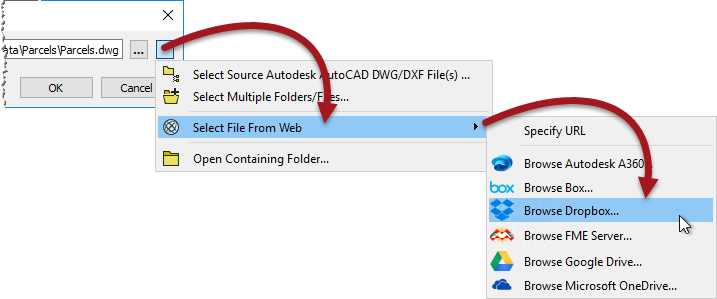 ata\Parcels\Parcels.dwg
...
OK
Cancel
Select Source Autodesk AutoCAD DWG/DXF File(s) ...
Select Multiple Folders/Files...
Select File From Web
Open Containing Folder...
Specify URL
Browse Autodesk A360...
box
Browse Box...
Browse Dropbox...
Browse FME Server...
Browse Google Drive...
Browse Microsoft OneDrive...